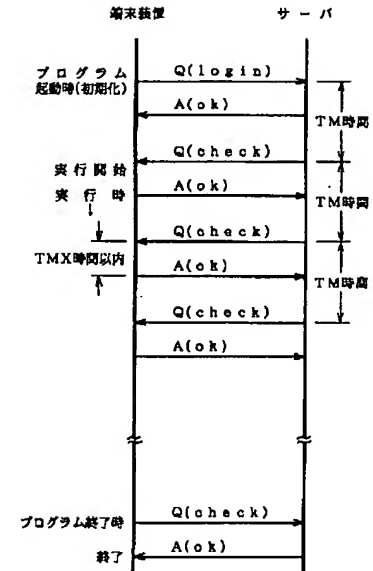 端末装置 サーバ
プログラム
起動時(初期化)
Q(login)
A(ok)
TM時間
Q(check)
実行開始
A(ok)
実行時
TM時間
Q(check)
TMX時間以内
A(ok)
TM時間
Q(check)
A(ok)
プログラム終了時
Q(check)
終了
A(ok)